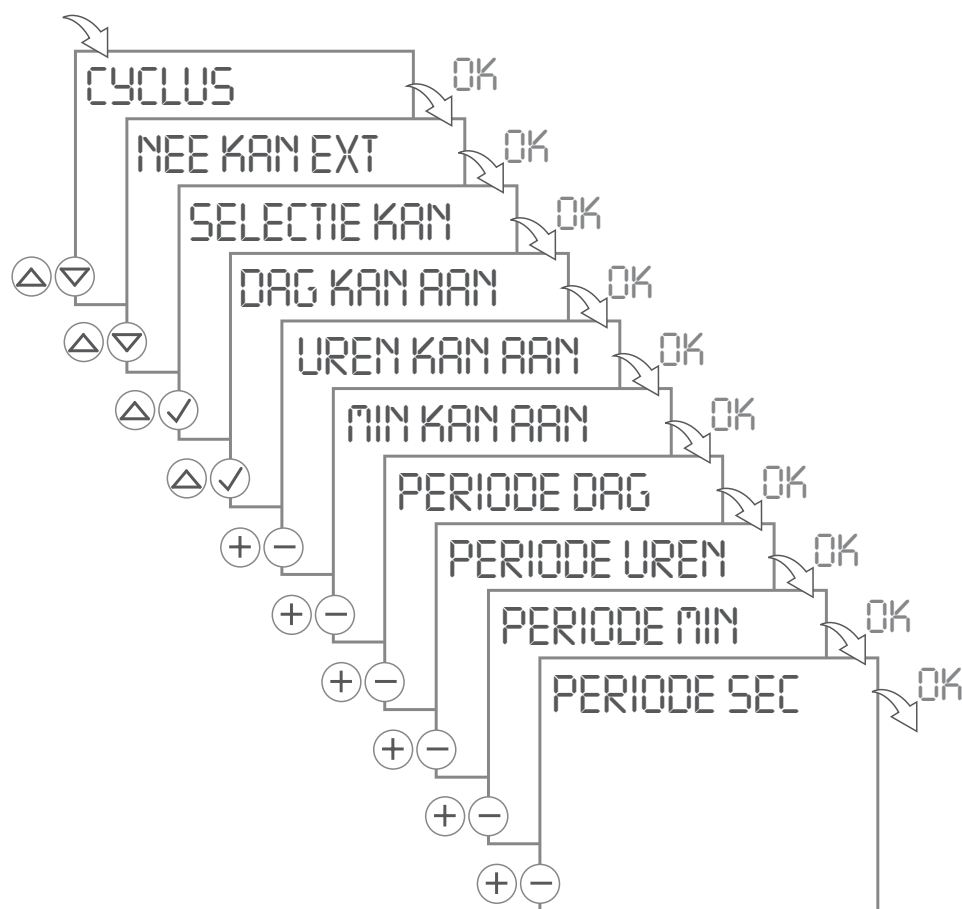 CYCLUS
OK
NEE KAN EXT
OK
SELECTIE KAN
OK
DAG KAN AAN
OK
UREN KAN AAN
OK
MIN KAN AAN
OK
PERIODE DAG
OK
PERIODE UREN
OK
PERIODE MIN
OK
PERIODE SEC
OK